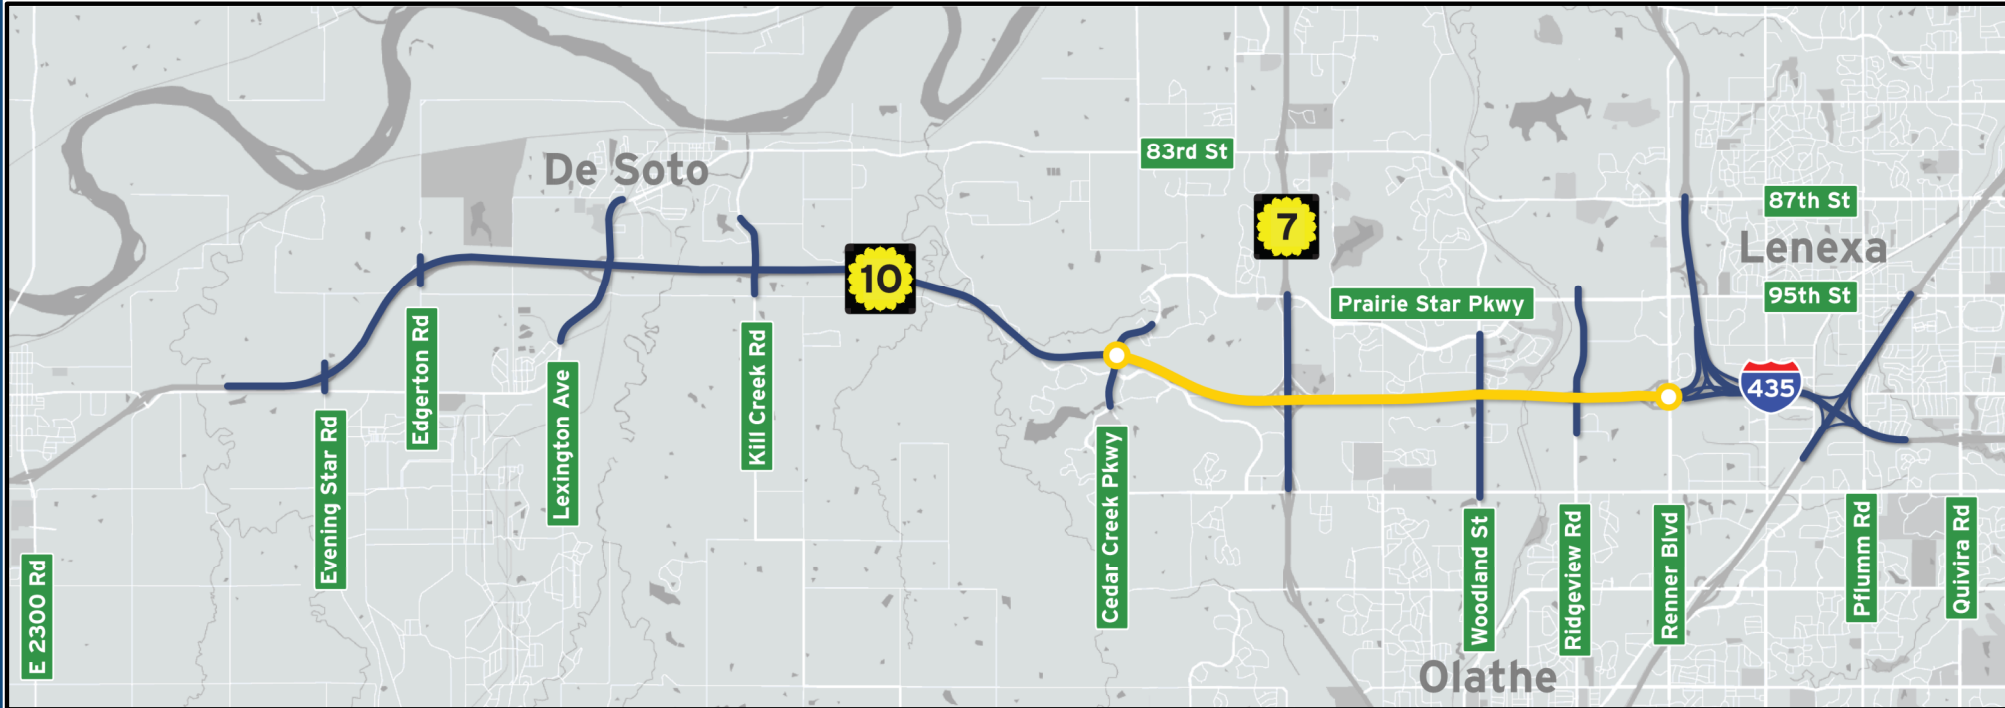 83rd St
De Soto
87th St
7
Lenxa
10
95th St
Prairie Star Pkwy
Edgerton Rd
Kill Creek Rd
435
Lexington Ave
Evening Star Rd
Cedar Creek Pkwy
Pflumm Rd
Quivira Rd
Ridgeview Rd
Renner Blvd
Woodland St
E 2300 Rd
Olathe